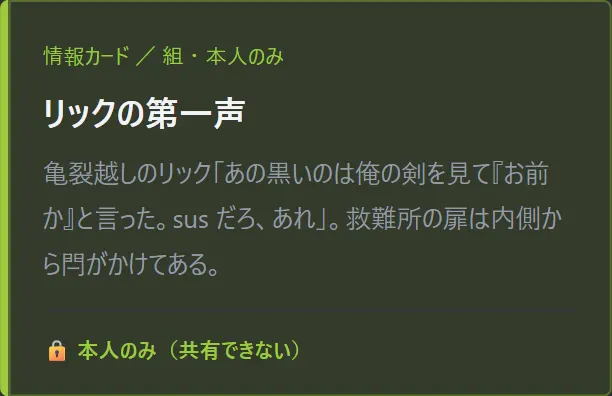 情報カード ／ 組 · 本人のみ
リックの第一声
亀裂越しのリック「あの黒いのは俺の剣を見て『お前
か』と言った。sus だろ、あれ」。救難所の扉は内側か
ら閂がかけてある。
🔒 本人のみ（共有できない）